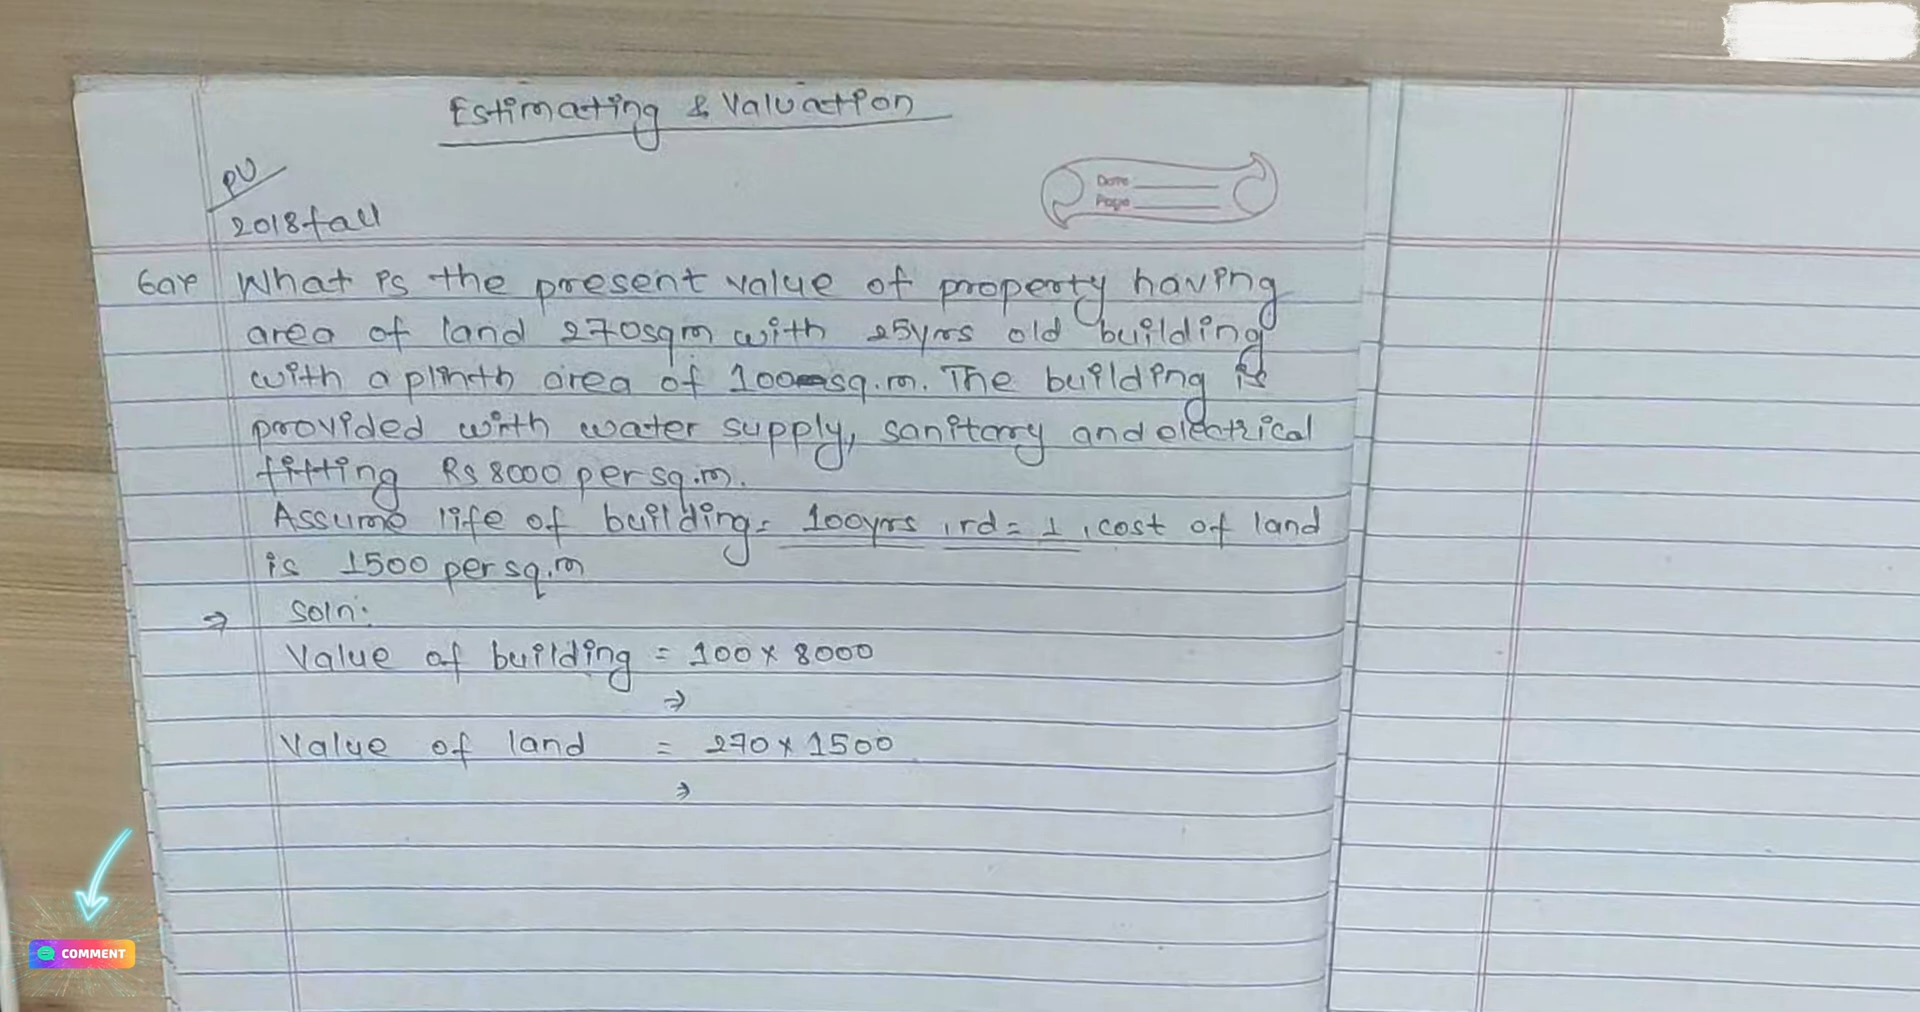 Estimating & Valuation
PU
2018 fall
Date
Page
6a) What is the present value of property having
area of land 270sqm with 25yrs old building
with a plinth area of 100sq.m. The building is
provided with water supply, sanitary and electrical
fitting Rs 8000 per sq.m.
Assume life of building = 100yrs, rd = 1, cost of land
is 1500 per sq.m
⇒ Soln:
Value of building = 100 × 8000
⇒
Value of land = 270 × 1500
⇒
COMMENT